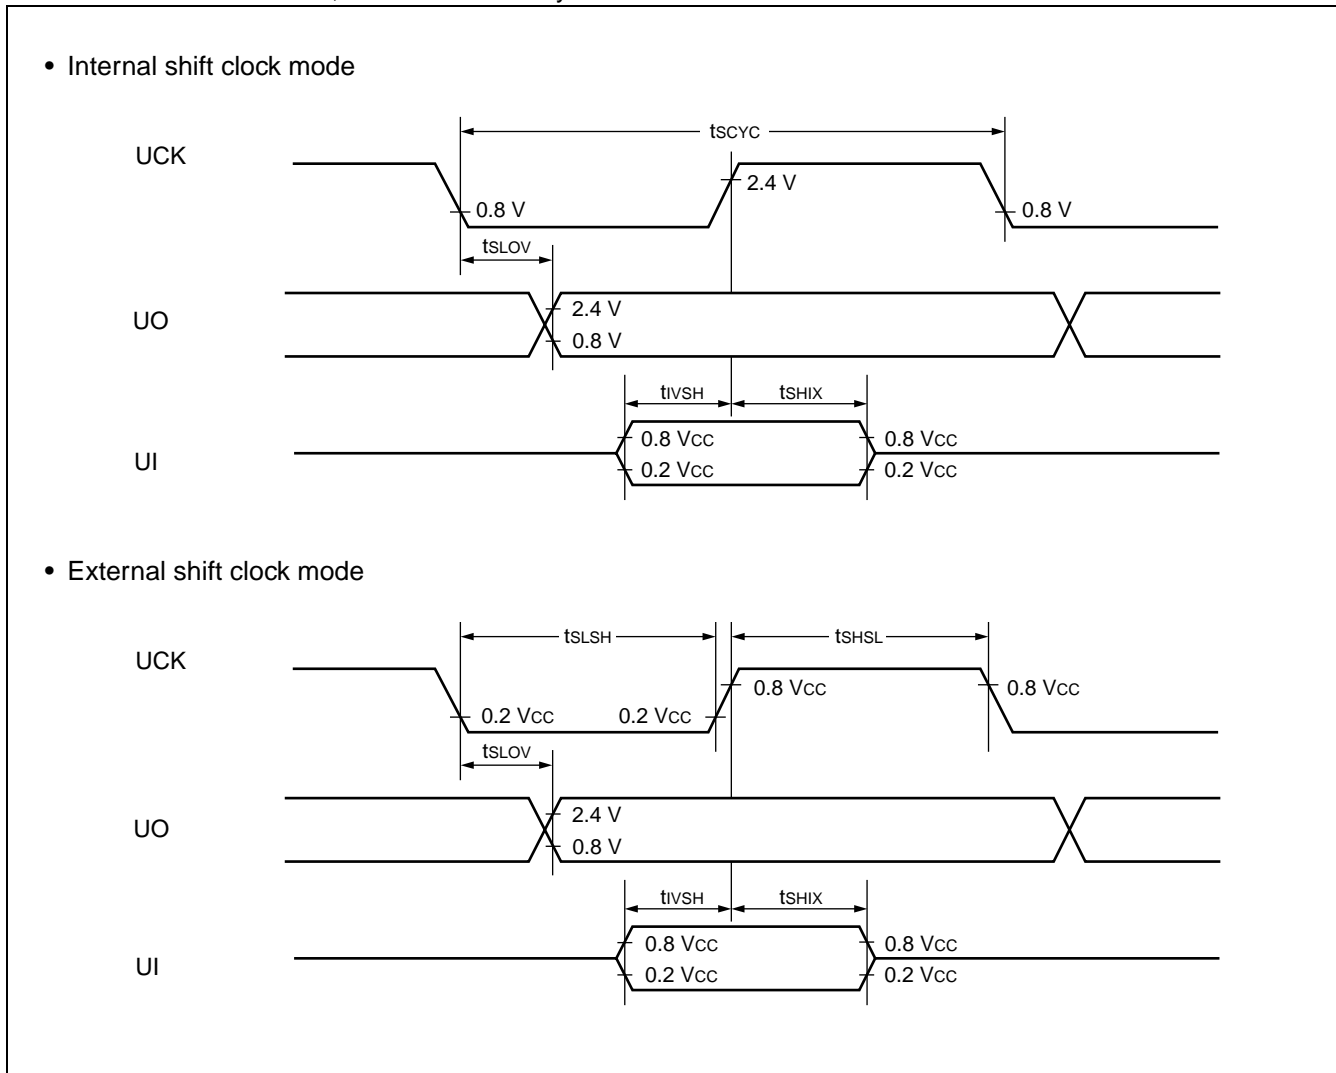 • Internal shift clock mode
tSCYC
UCK
2.4 V
0.8 V
0.8 V
tSLOV
UO
2.4 V
0.8 V
tIVSH
tSHIX
0.8 VCC
0.8 VCC
UI
0.2 VCC
0.2 VCC
• External shift clock mode
tSLSH
tSHSL
UCK
0.8 VCC
0.8 VCC
0.2 VCC
0.2 VCC
tSLOV
UO
2.4 V
0.8 V
tIVSH
tSHIX
0.8 VCC
0.8 VCC
UI
0.2 VCC
0.2 VCC